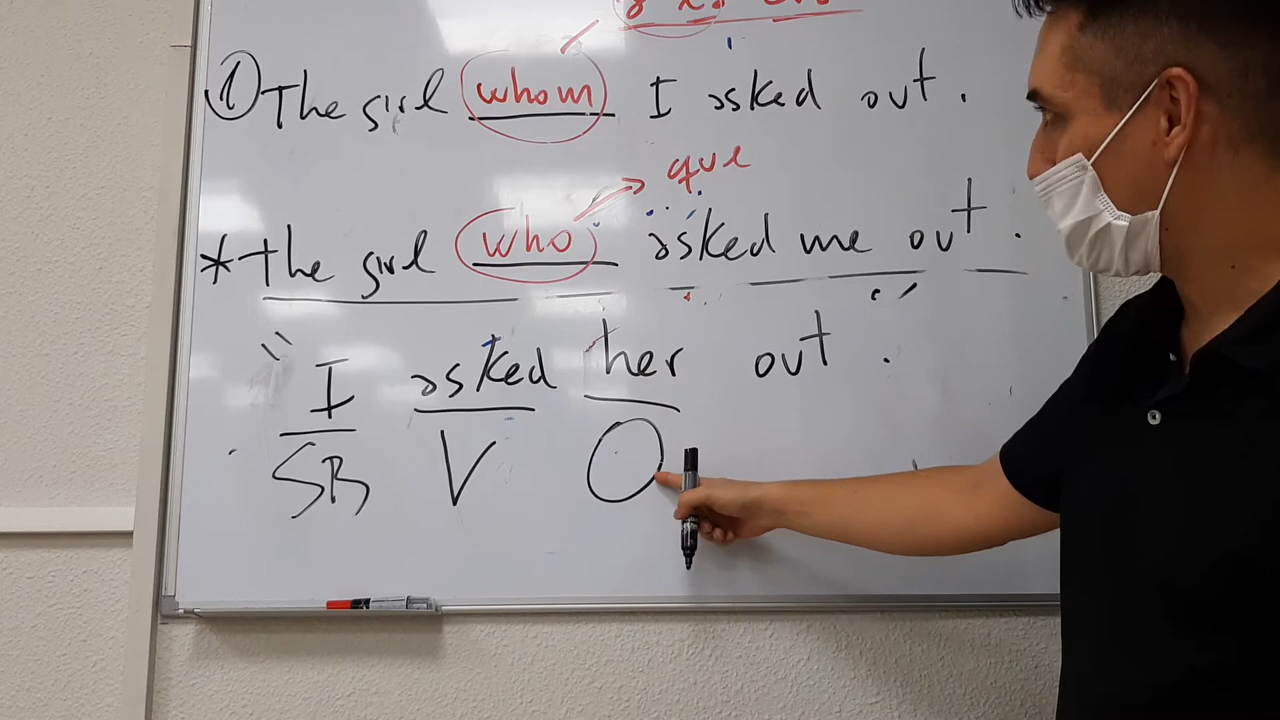 ① The girl whom I asked out.
que
* the girl who asked me out.
" I asked her out.
SB V O